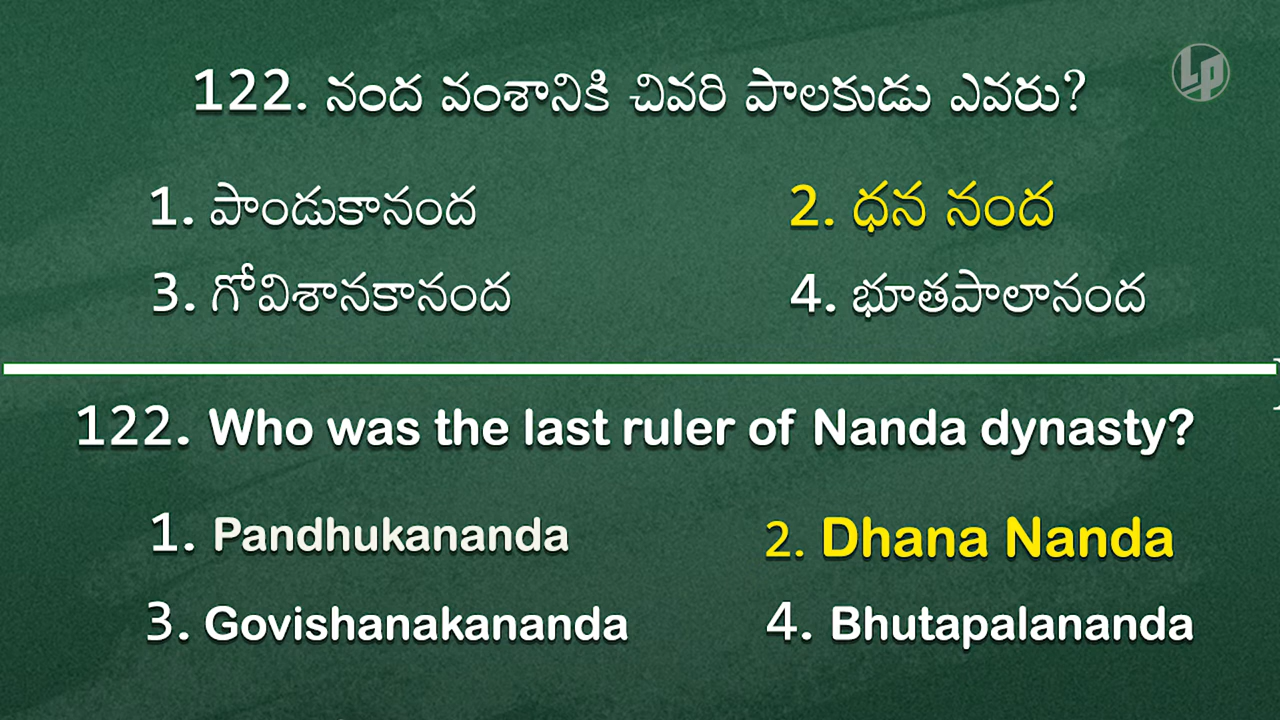 122. నంద వంశానికి చివరి పాలకుడు ఎవరు?
1. పాండుకానంద 2. ధన నంద
3. గోవిశానకానంద 4. భూతపాలానంద
122. Who was the last ruler of Nanda dynasty?
1. Pandhukananda 2. Dhana Nanda
3. Govishanakananda 4. Bhutapalananda
LP